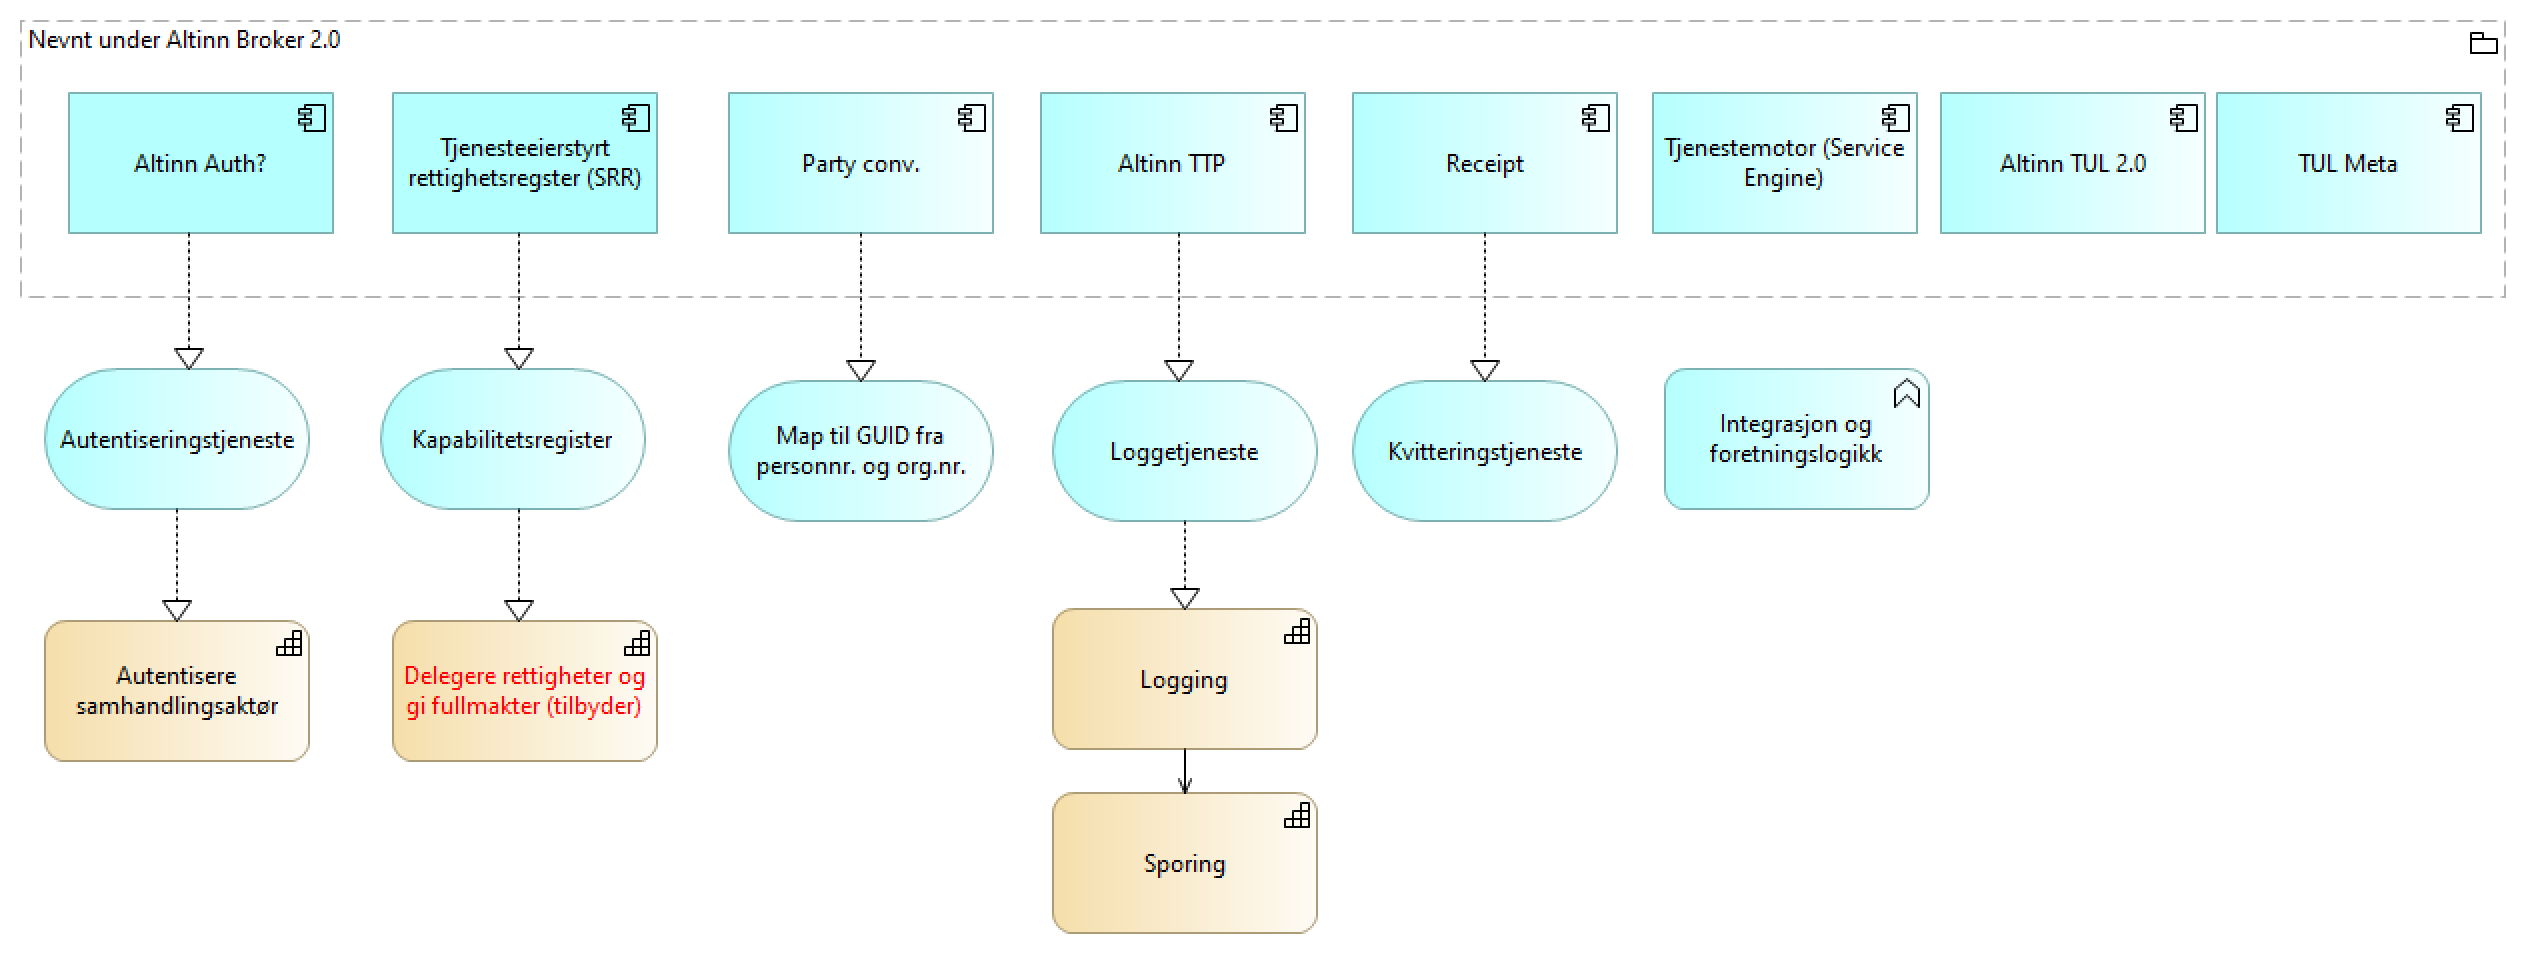 Nevnt under Altinn Broker 2.0
Altinn Auth?
Tjenesteeierstyrt
rettighetsregster (SRR)
Party conv.
Altinn TTP
Receipt
Tjenestemotor (Service
Engine)
Altinn TUL 2.0
TUL Meta
Autentiseringstjeneste
Kapabilitetsregister
Map til GUID fra
personnr. og org.nr.
Loggetjeneste
Kvitteringstjeneste
Integrasjon og
foretningslogikk
Autentisere
samhandlingsaktør
Delegere rettigheter og
gi fullmakter (tilbyder)
Logging
Sporing